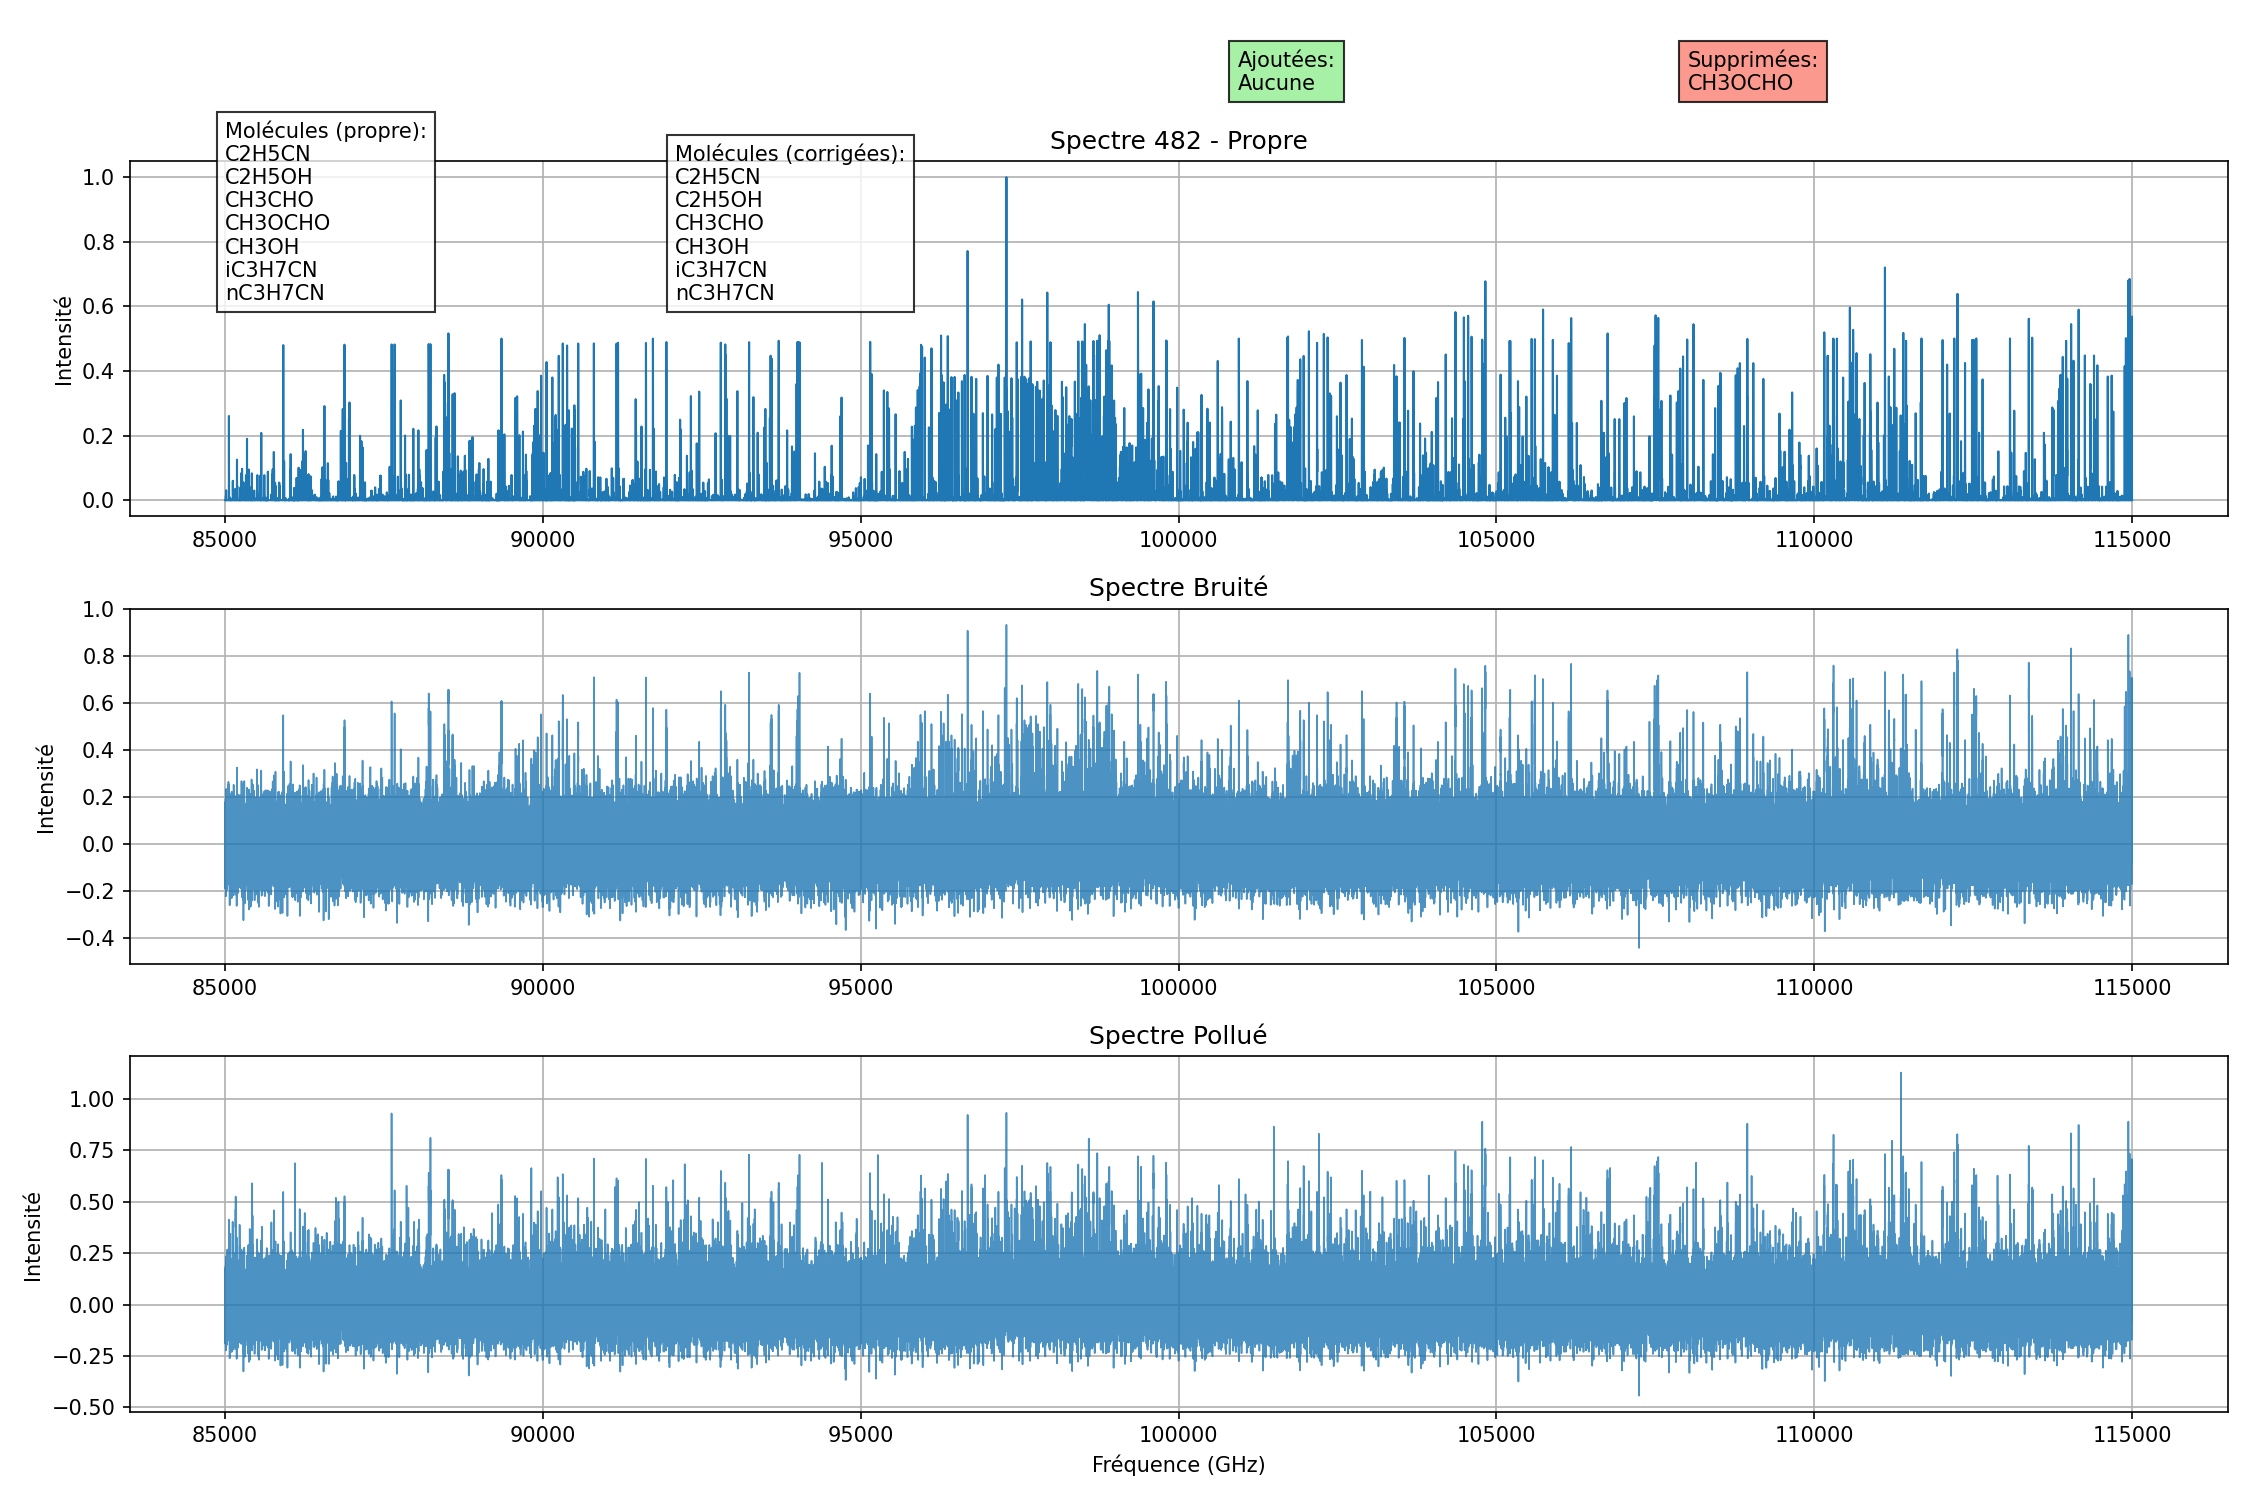 Ajoutées:
Aucune
Supprimées:
CH3OCHO
Molécules (propre):
C2H5CN
C2H5OH
CH3CHO
CH3OCHO
CH3OH
iC3H7CN
nC3H7CN
Molécules (corrigées):
C2H5CN
C2H5OH
CH3CHO
CH3OH
iC3H7CN
nC3H7CN
Spectre 482 - Propre
Intensité
1.0
0.8
0.6
0.4
0.2
0.0
85000 90000 95000 100000 105000 110000 115000
Spectre Bruité
Intensité
1.0
0.8
0.6
0.4
0.2
0.0
−0.2
−0.4
85000 90000 95000 100000 105000 110000 115000
Spectre Pollué
Intensité
1.00
0.75
0.50
0.25
0.00
−0.25
−0.50
85000 90000 95000 100000 105000 110000 115000
Fréquence (GHz)